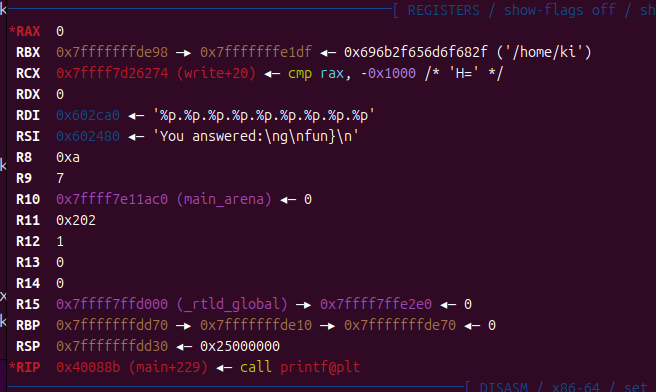 [ REGISTERS / show-flags off / sh
*RAX 0
RBX 0x7fffffffde98 —▸ 0x7fffffffe1df ◂— 0x696b2f656d6f682f ('/home/ki')
RCX 0x7ffff7d26274 (write+20) ◂— cmp rax, -0x1000 /* 'H=' */
RDX 0
RDI 0x602ca0 ◂— '%p.%p.%p.%p.%p.%p.%p.%p.%p'
RSI 0x602480 ◂— 'You answered:\ng\nfun}\n'
R8 0xa
R9 7
R10 0x7ffff7e11ac0 (main_arena) ◂— 0
R11 0x202
R12 1
R13 0
R14 0
R15 0x7ffff7ffd000 (_rtld_global) —▸ 0x7ffff7ffe2e0 ◂— 0
RBP 0x7fffffffdd70 —▸ 0x7fffffffde10 —▸ 0x7fffffffde70 ◂— 0
RSP 0x7fffffffdd30 ◂— 0x25000000
*RIP 0x40088b (main+229) ◂— call printf@plt
[ DISASM / x86-64 / set